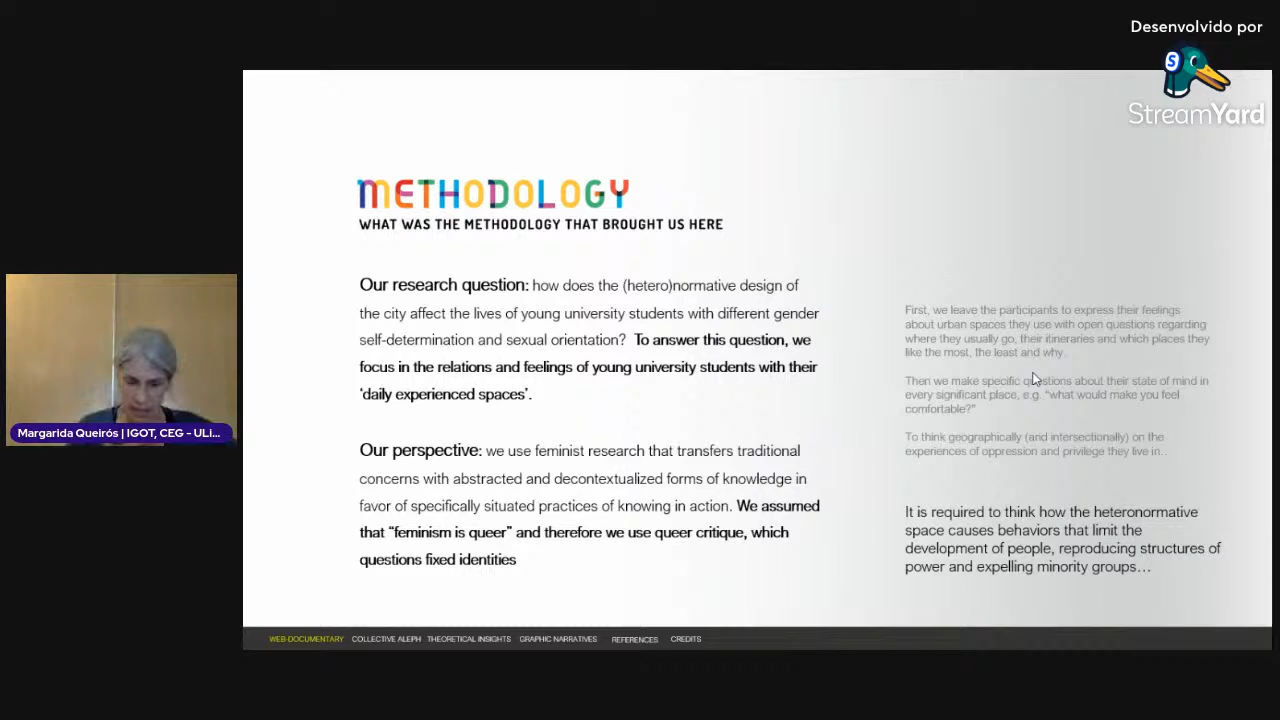 Desenvolvido por
StreamYard
METHODOLOGY
WHAT WAS THE METHODOLOGY THAT BROUGHT US HERE
Our research question: how does the (hetero)normative design of
the city affect the lives of young university students with different gender
self-determination and sexual orientation? To answer this question, we
focus in the relations and feelings of young university students with their
'daily experienced spaces'.
Our perspective: we use feminist research that transfers traditional
concerns with abstracted and decontextualized forms of knowledge in
favor of specifically situated practices of knowing in action. We assumed
that “feminism is queer” and therefore we use queer critique, which
questions fixed identities
First, we leave the participants to express their feelings
about urban spaces they use with open questions regarding
where they usually go, their itineraries and which places they
like the most, the least and why.
Then we make specific questions about their state of mind in
every significant place, e.g. “what would make you feel
comfortable?”
To think geographically (and intersectionally) on the
experiences of oppression and privilege they live in..
It is required to think how the heteronormative
space causes behaviors that limit the
development of people, reproducing structures of
power and expelling minority groups…
Margarida Queirós | IGOT, CEG - ULi...
WEB-DOCUMENTARY COLLECTIVE ALEPH THEORETICAL INSIGHTS GRAPHIC NARRATIVES REFERENCES CREDITS